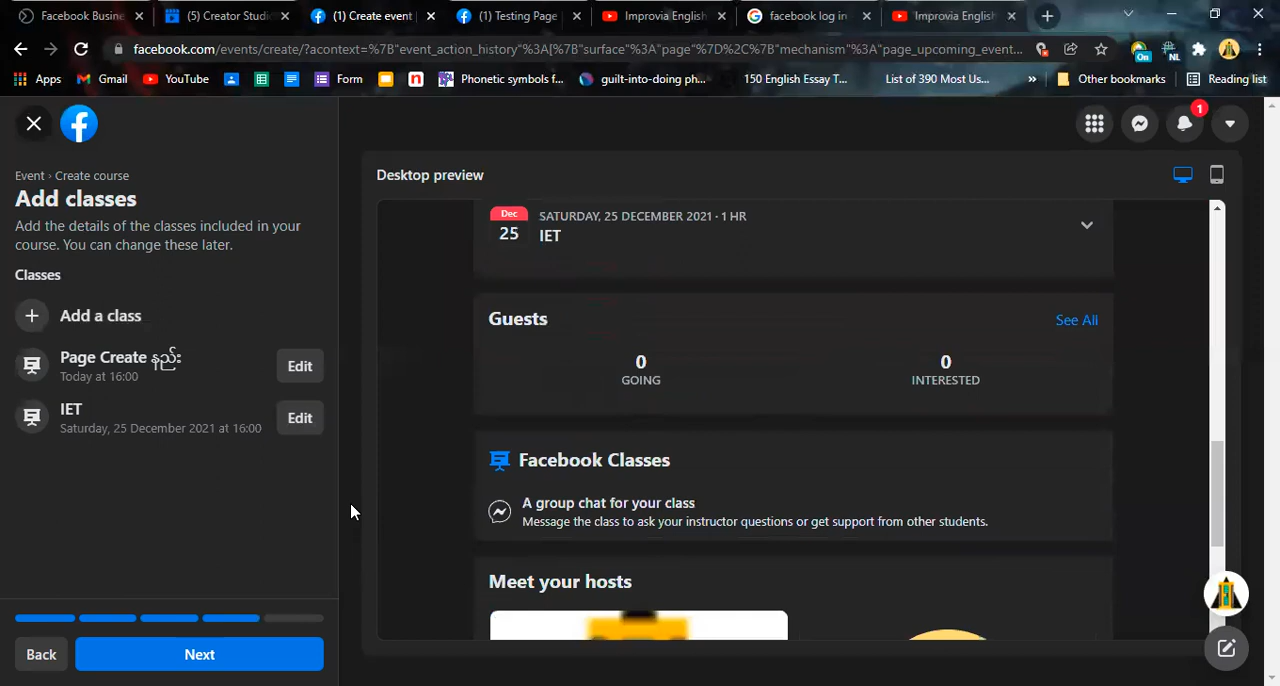 Facebook Busine
(5) Creator Studi
(1) Create event
(1) Testing Page
Improvia English
facebook log in
Improvia English
facebook.com/events/create/?acontext=%7B"event_action_history"%3A[%7B"surface"%3A"page"%7D%2C%7B"mechanism"%3A"page_upcoming_event...
On
NL
Apps
Gmail
YouTube
Form
Phonetic symbols f...
guilt-into-doing ph...
150 English Essay T...
List of 390 Most Us...
»
Other bookmarks
Reading list
1
Event › Create course
Add classes
Add the details of the classes included in your
course. You can change these later.
Classes
Add a class
Page Create နည်း
Today at 16:00
Edit
IET
Saturday, 25 December 2021 at 16:00
Edit
Back
Next
Desktop preview
Dec
25
SATURDAY, 25 DECEMBER 2021 · 1 HR
IET
Guests
See All
0
GOING
0
INTERESTED
Facebook Classes
A group chat for your class
Message the class to ask your instructor questions or get support from other students.
Meet your hosts